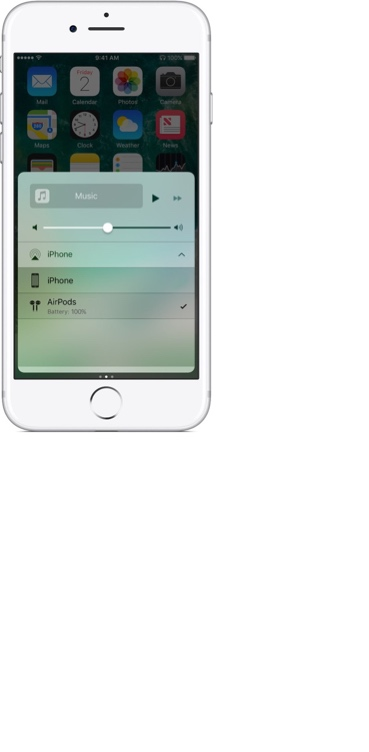 9:41 AM 100%
Friday
2
Mail Calendar Photos Camera
Maps Clock Weather News
Music
iPhone
iPhone
AirPods
Battery: 100%